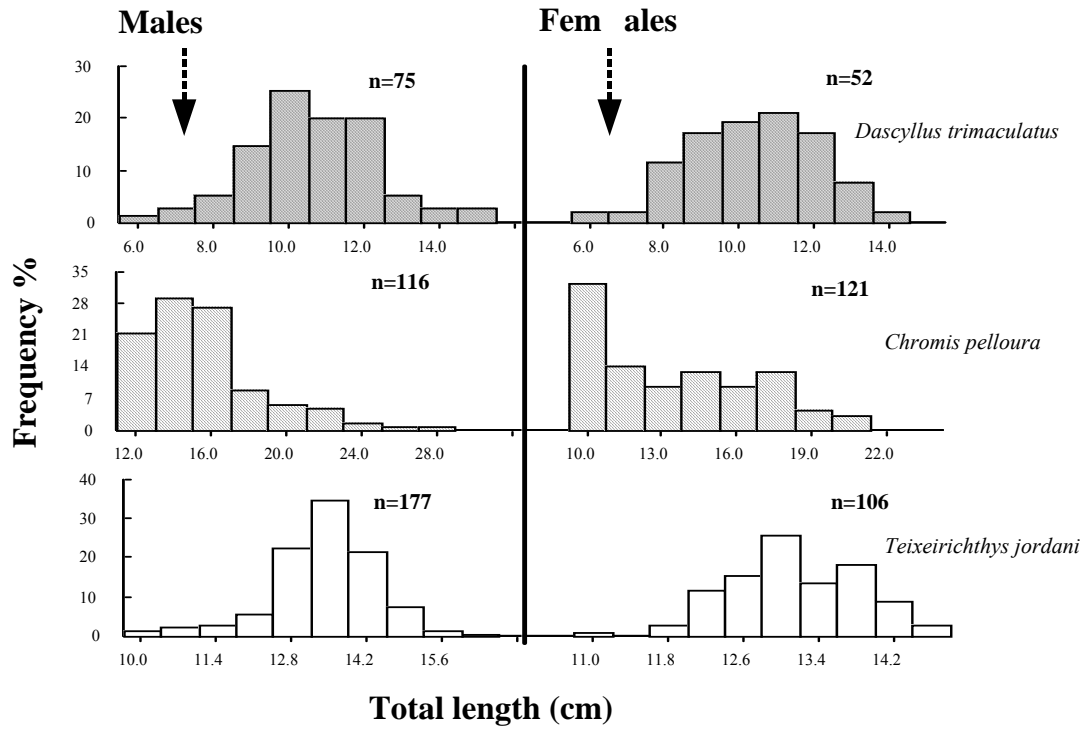 Males Fem ales
30
n=75 n=52
20
Dascyllus trimaculatus
10
0
6.0 8.0 10.0 12.0 14.0 6.0 8.0 10.0 12.0 14.0
Frequency %
35
n=116 n=121
28
21
Chromis pelloura
14
7
0
12.0 16.0 20.0 24.0 28.0 10.0 13.0 16.0 19.0 22.0
40
n=177 n=106
30
Teixeirichthys jordani
20
10
0
10.0 11.4 12.8 14.2 15.6 11.0 11.8 12.6 13.4 14.2
Total length (cm)